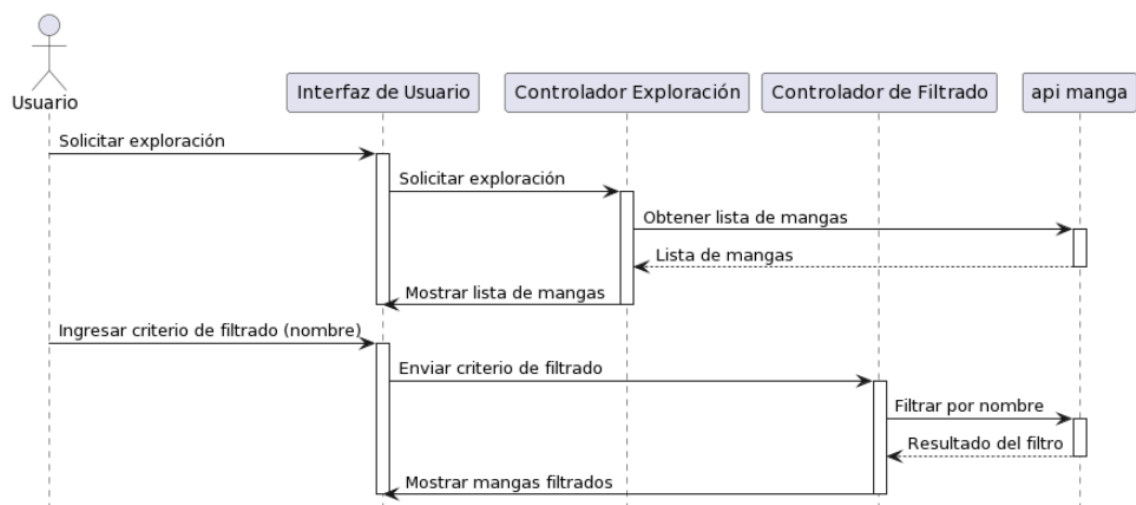 Usuario
Interfaz de Usuario
Controlador Exploración
Controlador de Filtrado
api manga
Solicitar exploración
Solicitar exploración
Obtener lista de mangas
Lista de mangas
Mostrar lista de mangas
Ingresar criterio de filtrado (nombre)
Enviar criterio de filtrado
Filtrar por nombre
Resultado del filtro
Mostrar mangas filtrados